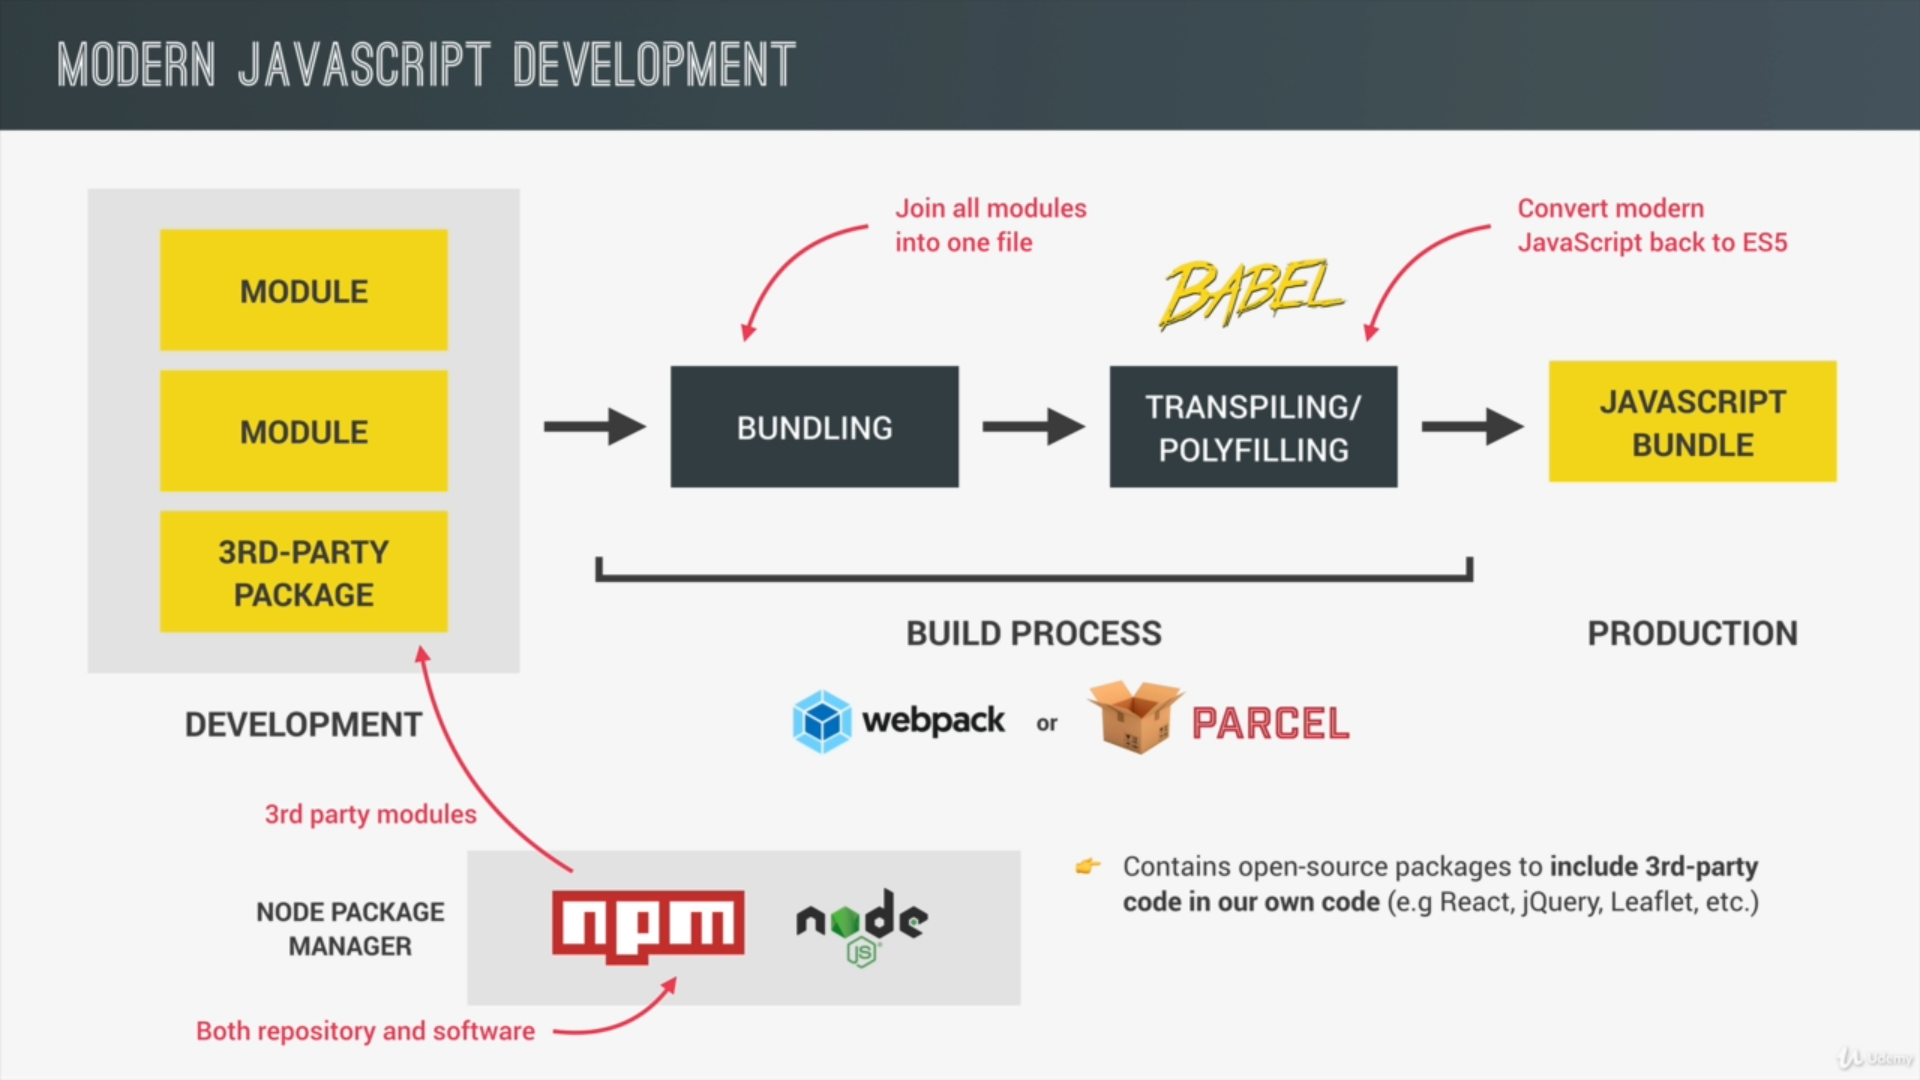 MODERN JAVASCRIPT DEVELOPMENT
MODULE
MODULE
3RD-PARTY
PACKAGE
DEVELOPMENT
Join all modules
into one file
BUNDLING
BABEL
Convert modern
JavaScript back to ES5
TRANSPILING/
POLYFILLING
JAVASCRIPT
BUNDLE
BUILD PROCESS
PRODUCTION
webpack or PARCEL
3rd party modules
NODE PACKAGE
MANAGER
npm
node
JS
Both repository and software
👉 Contains open-source packages to include 3rd-party
code in our own code (e.g React, jQuery, Leaflet, etc.)
Udemy